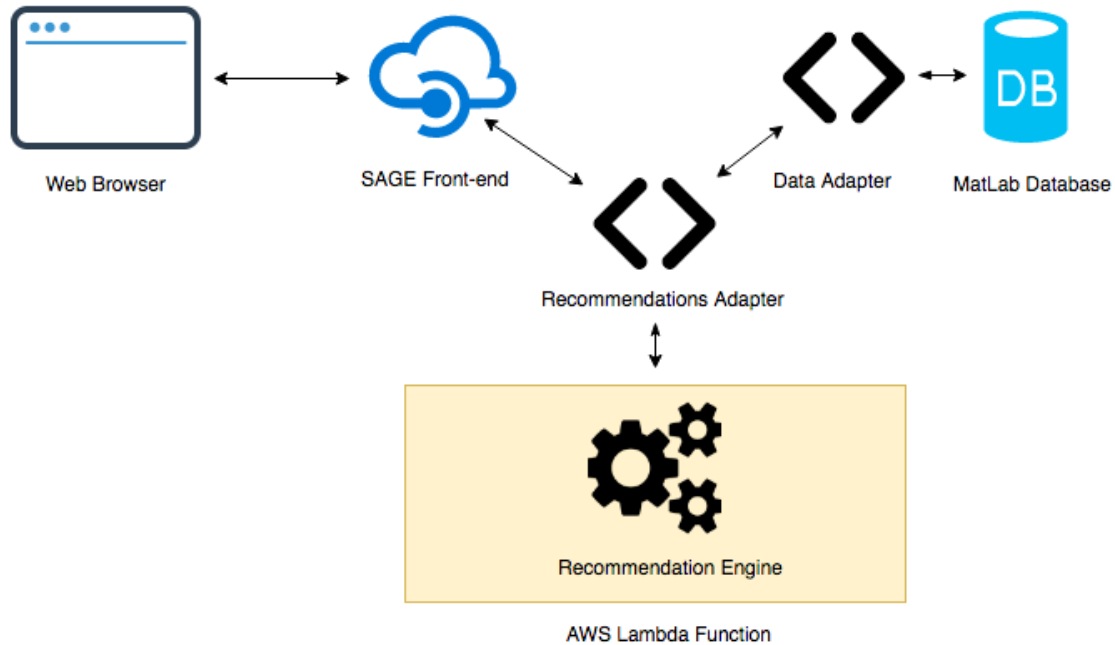 DB
Web Browser
SAGE Front-end
Data Adapter
MatLab Database
Recommendations Adapter
Recommendation Engine
AWS Lambda Function